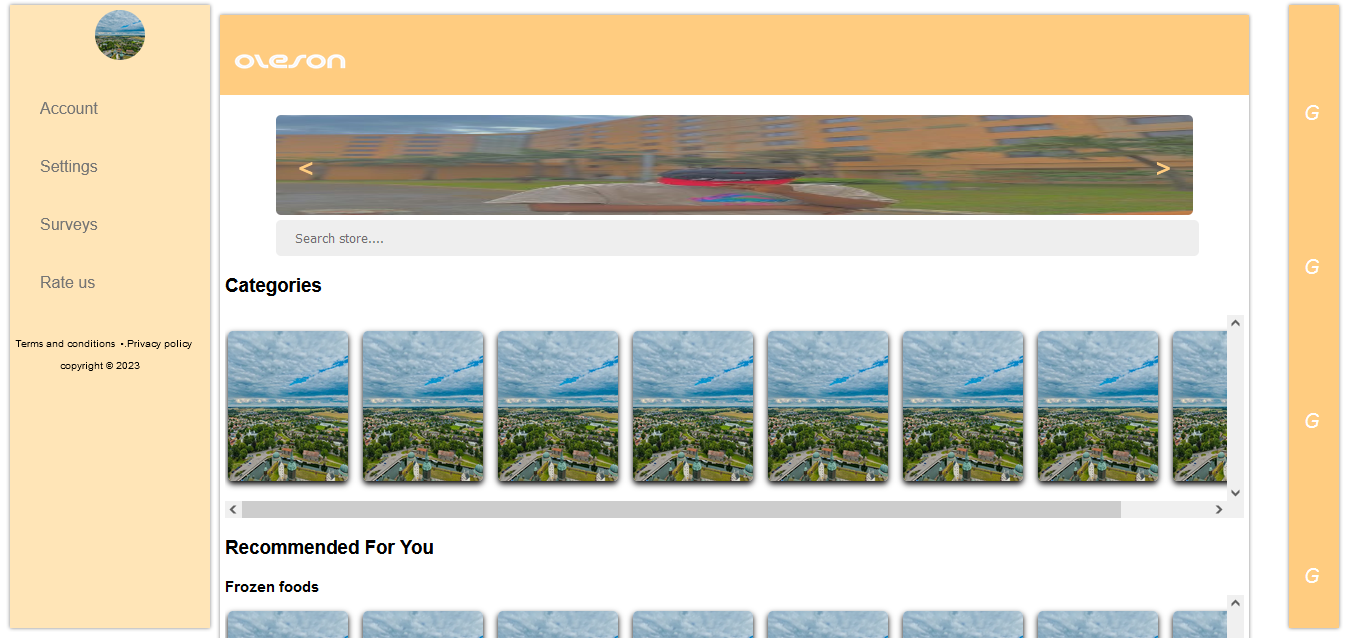 Account
Settings
Surveys
Rate us
Terms and conditions •.Privacy policy
copyright © 2023
oleson
<
>
Search store....
Categories
Recommended For You
Frozen foods
G
G
G
G